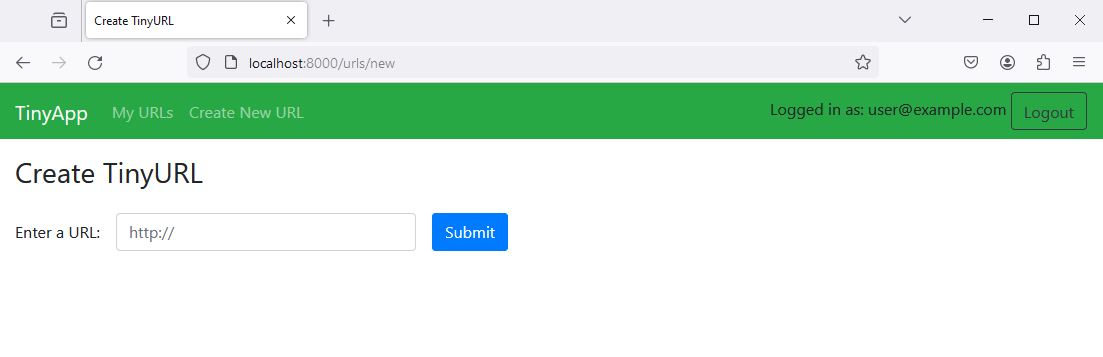 Create TinyURL
localhost:8000/urls/new
TinyApp My URLs Create New URL Logged in as: user@example.com Logout
Create TinyURL
Enter a URL: http:// Submit